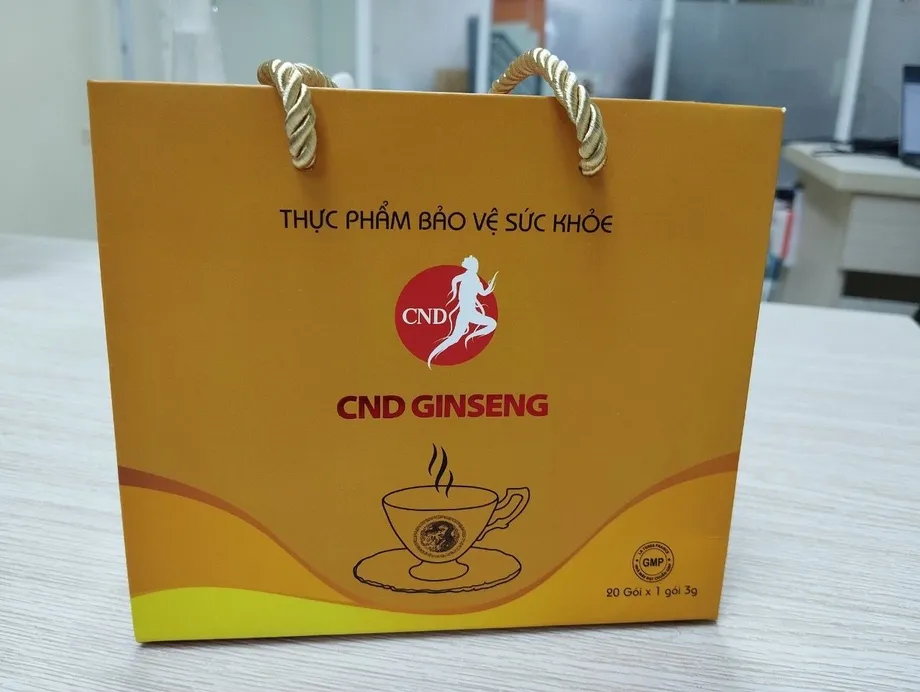 THỰC PHẨM BẢO VỆ SỨC KHỎE
CND
CND GINSENG
GMP
20 Gói x 1 gói 3g